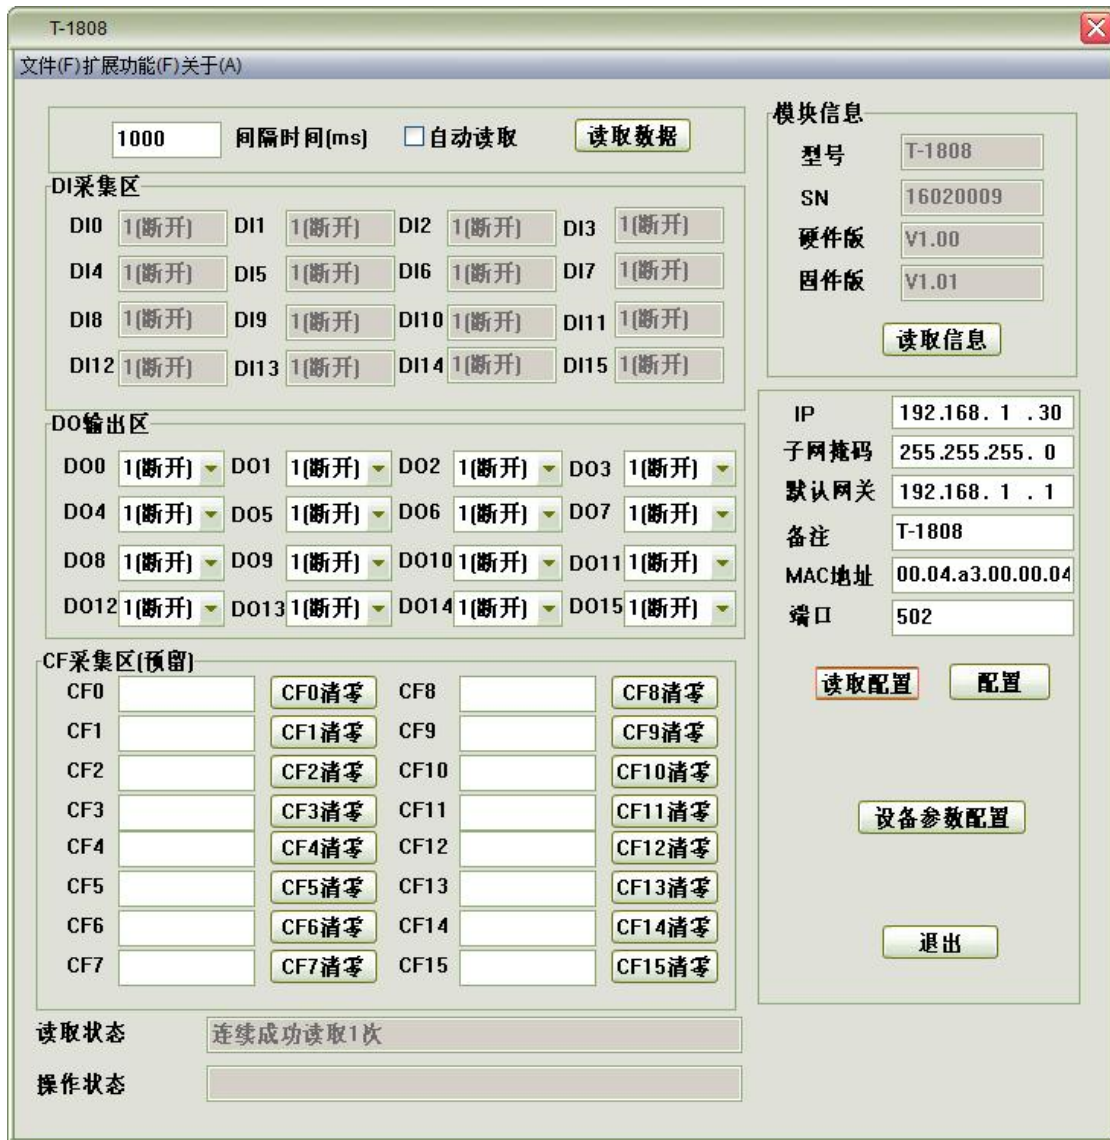 T-1808
文件(F)扩展功能(F)关于(A)
1000 间隔时间(ms) 自动读取 读取数据
DI采集区
DI0 1(断开) DI1 1(断开) DI2 1(断开) DI3 1(断开)
DI4 1(断开) DI5 1(断开) DI6 1(断开) DI7 1(断开)
DI8 1(断开) DI9 1(断开) DI10 1(断开) DI11 1(断开)
DI12 1(断开) DI13 1(断开) DI14 1(断开) DI15 1(断开)
DO输出区
DO0 1(断开) DO1 1(断开) DO2 1(断开) DO3 1(断开)
DO4 1(断开) DO5 1(断开) DO6 1(断开) DO7 1(断开)
DO8 1(断开) DO9 1(断开) DO10 1(断开) DO11 1(断开)
DO12 1(断开) DO13 1(断开) DO14 1(断开) DO15 1(断开)
CF采集区(预留)
CF0 CF0清零 CF8 CF8清零
CF1 CF1清零 CF9 CF9清零
CF2 CF2清零 CF10 CF10清零
CF3 CF3清零 CF11 CF11清零
CF4 CF4清零 CF12 CF12清零
CF5 CF5清零 CF13 CF13清零
CF6 CF6清零 CF14 CF14清零
CF7 CF7清零 CF15 CF15清零
读取状态 连续成功读取1次
操作状态
模块信息
型号 T-1808
SN 16020009
硬件版 V1.00
固件版 V1.01
读取信息
IP 192.168. 1 .30
子网掩码 255.255.255. 0
默认网关 192.168. 1 . 1
备注 T-1808
MAC地址 00.04.a3.00.00.04
端口 502
读取配置 配置
设备参数配置
退出